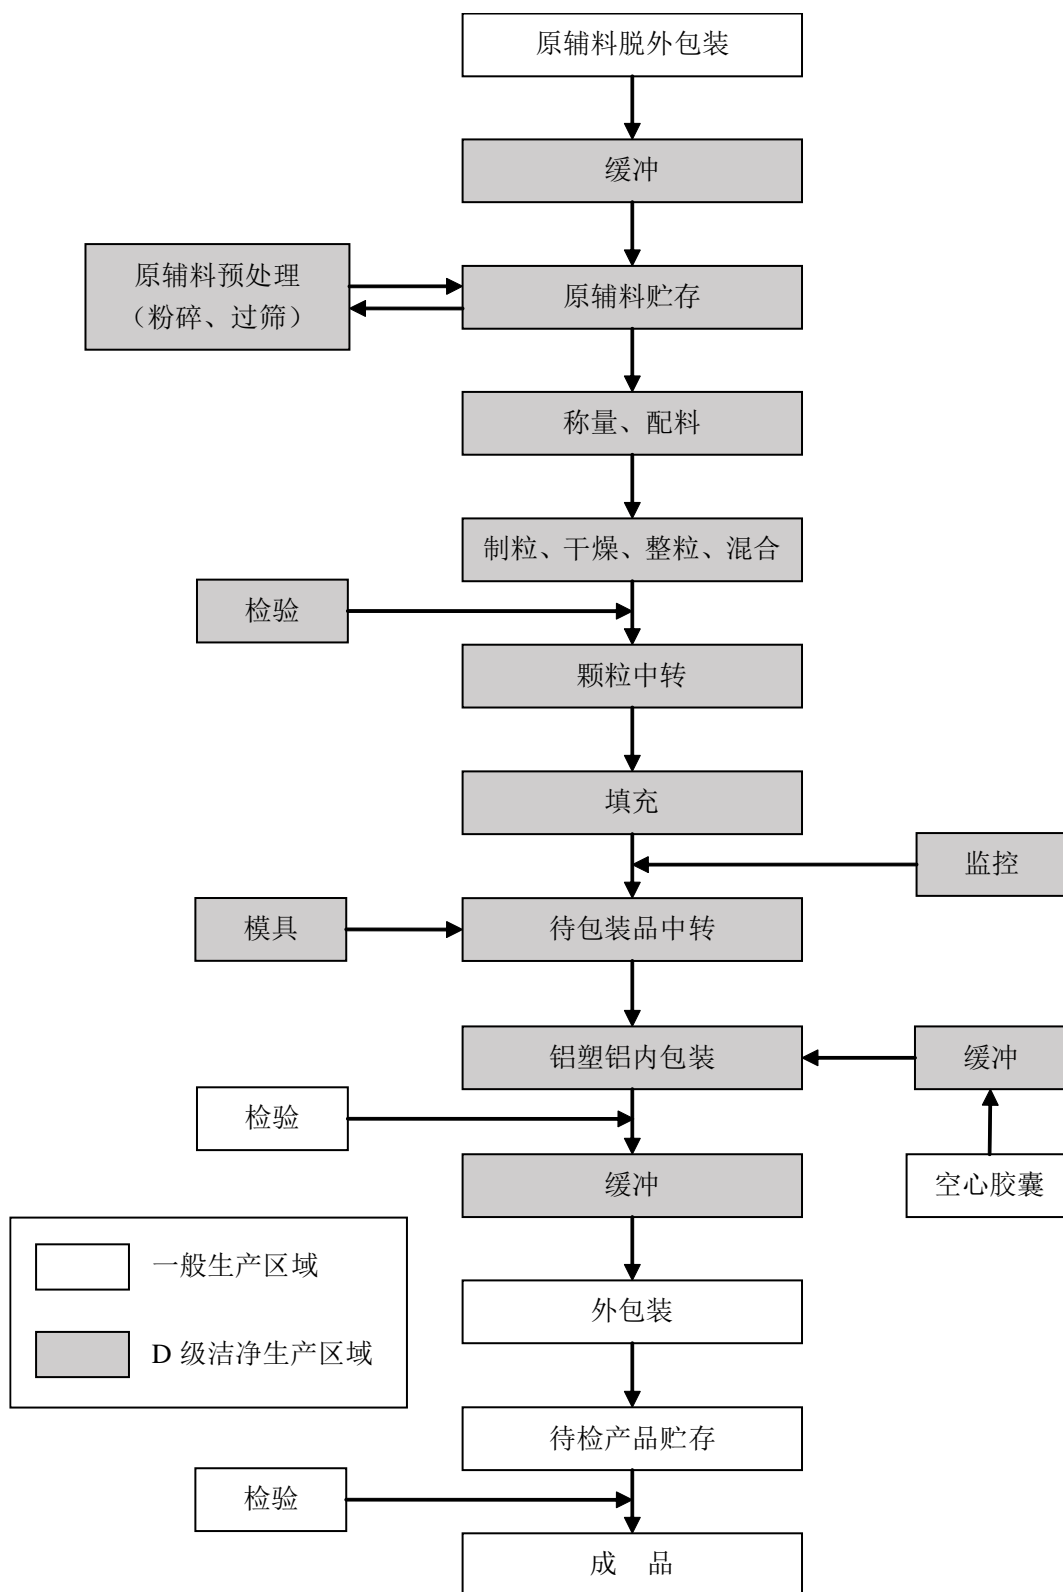 原辅料脱外包装
缓冲
原辅料预处理
（粉碎、过筛）
原辅料贮存
称量、配料
制粒、干燥、整粒、混合
检验
颗粒中转
填充
监控
模具
待包装品中转
铝塑铝内包装
缓冲
检验
缓冲
空心胶囊
一般生产区域
外包装
D 级洁净生产区域
待检产品贮存
检验
成 品